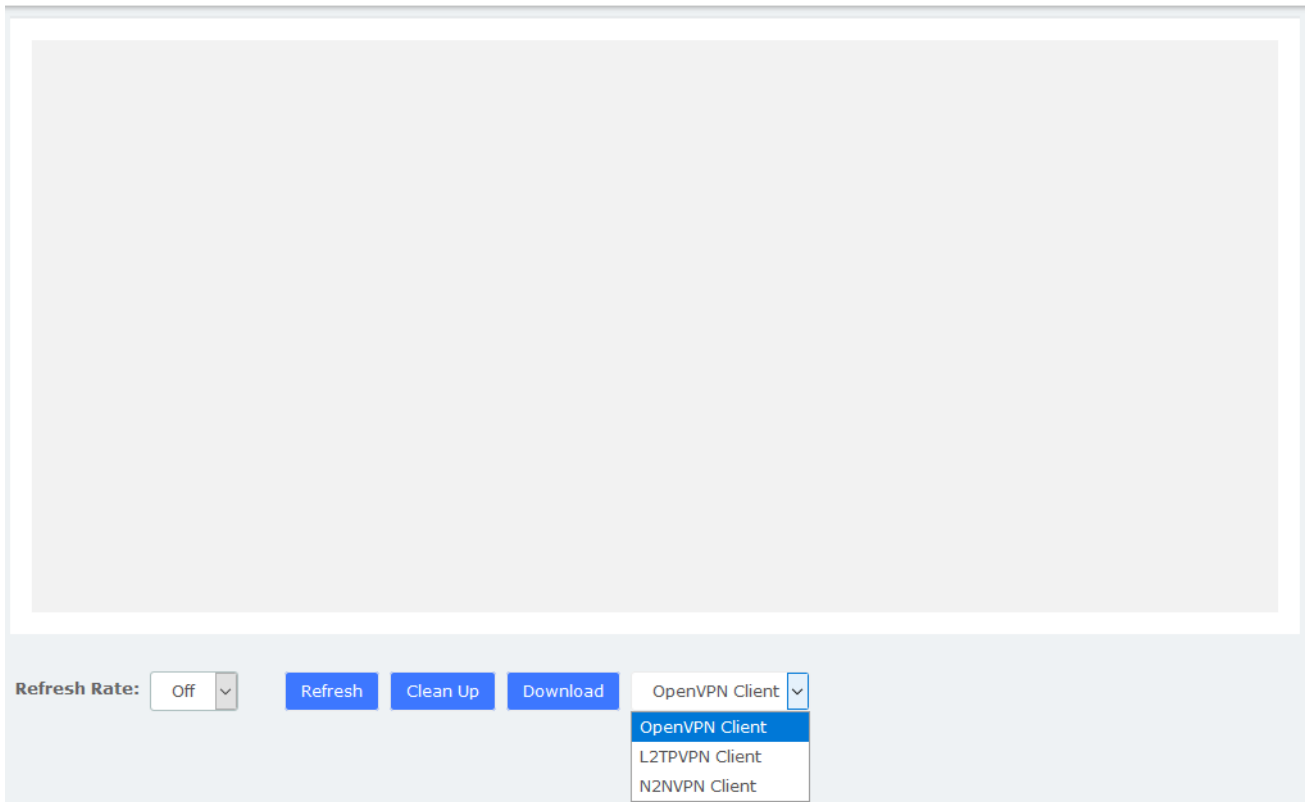 Refresh Rate: Off Refresh Clean Up Download OpenVPN Client
OpenVPN Client
L2TPVPN Client
N2NVPN Client